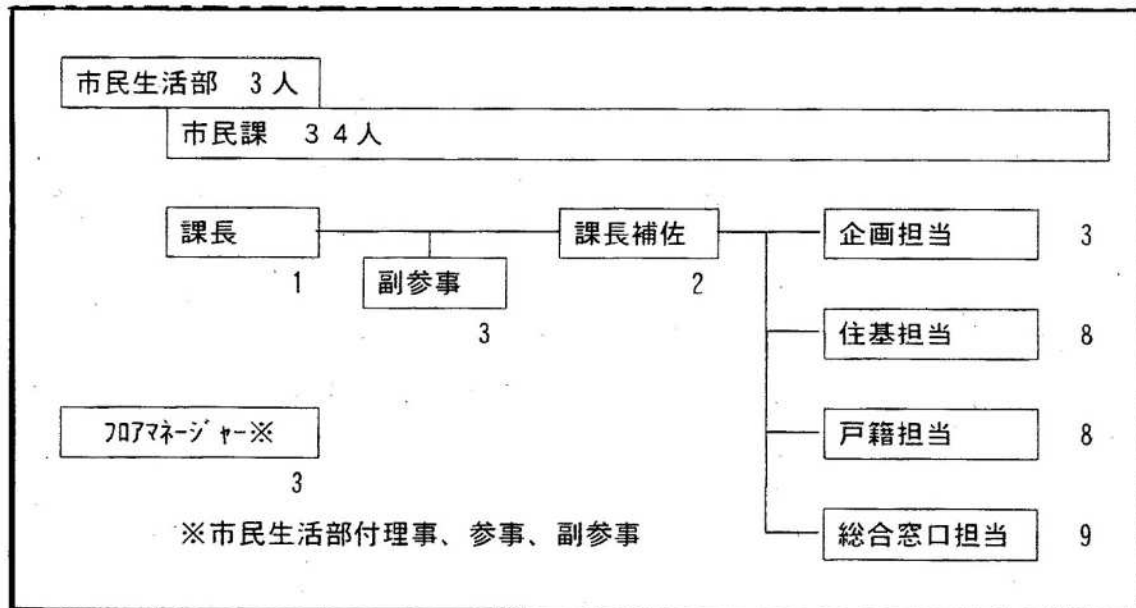 市民生活部 3人
市民課 34人
課長
課長補佐
企画担当 3
1
副参事
2
3
住基担当 8
フロアマネージャー※
戸籍担当 8
3
※市民生活部付理事、参事、副参事
総合窓口担当 9